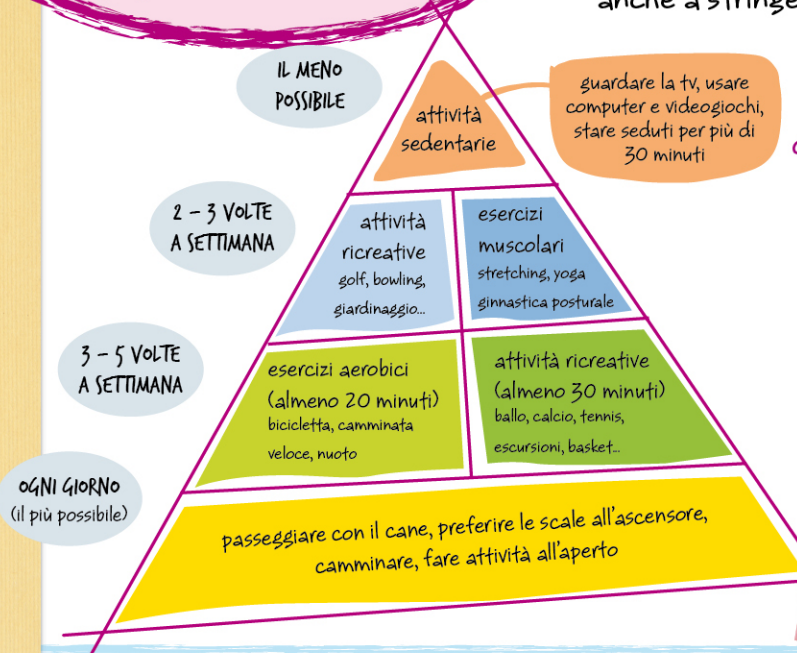 anche a stringe
IL MENO
POSSIBILE
attività
sedentarie
guardare la tv, usare
computer e videogiochi,
stare seduti per più di
30 minuti
2 – 3 VOLTE
A SETTIMANA
attività
ricreative
golf, bowling,
giardinaggio...
esercizi
muscolari
stretching, yoga
ginnastica posturale
3 – 5 VOLTE
A SETTIMANA
esercizi aerobici
(almeno 20 minuti)
bicicletta, camminata
veloce, nuoto
attività ricreative
(almeno 30 minuti)
ballo, calcio, tennis,
escursioni, basket...
OGNI GIORNO
(il più possibile)
passeggiare con il cane, preferire le scale all'ascensore,
camminare, fare attività all'aperto